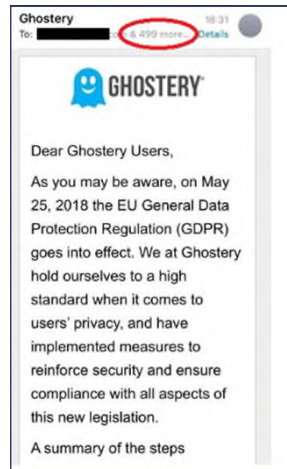 Ghostery 18:31
To: & 499 more... Details
GHOSTERY
Dear Ghostery Users,
As you may be aware, on May
25, 2018 the EU General Data
Protection Regulation (GDPR)
goes into effect. We at Ghostery
hold ourselves to a high
standard when it comes to
users' privacy, and have
implemented measures to
reinforce security and ensure
compliance with all aspects of
this new legislation.
A summary of the steps